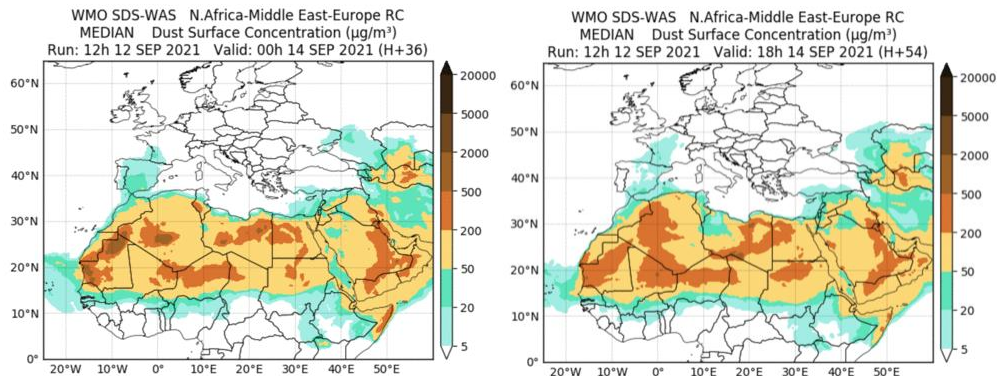 WMO SDS-WAS N.Africa-Middle East-Europe RC
MEDIAN Dust Surface Concentration (µg/m³)
Run: 12h 12 SEP 2021 Valid: 00h 14 SEP 2021 (H+36)
60°N
50°N
40°N
30°N
20°N
10°N
0°
20°W
10°W
0°
10°E
20°E
30°E
40°E
50°E
20000
5000
2000
500
200
50
20
5
WMO SDS-WAS N.Africa-Middle East-Europe RC
MEDIAN Dust Surface Concentration (µg/m³)
Run: 12h 12 SEP 2021 Valid: 18h 14 SEP 2021 (H+54)
60°N
50°N
40°N
30°N
20°N
10°N
0°
20°W
10°W
0°
10°E
20°E
30°E
40°E
50°E
20000
5000
2000
500
200
50
20
5